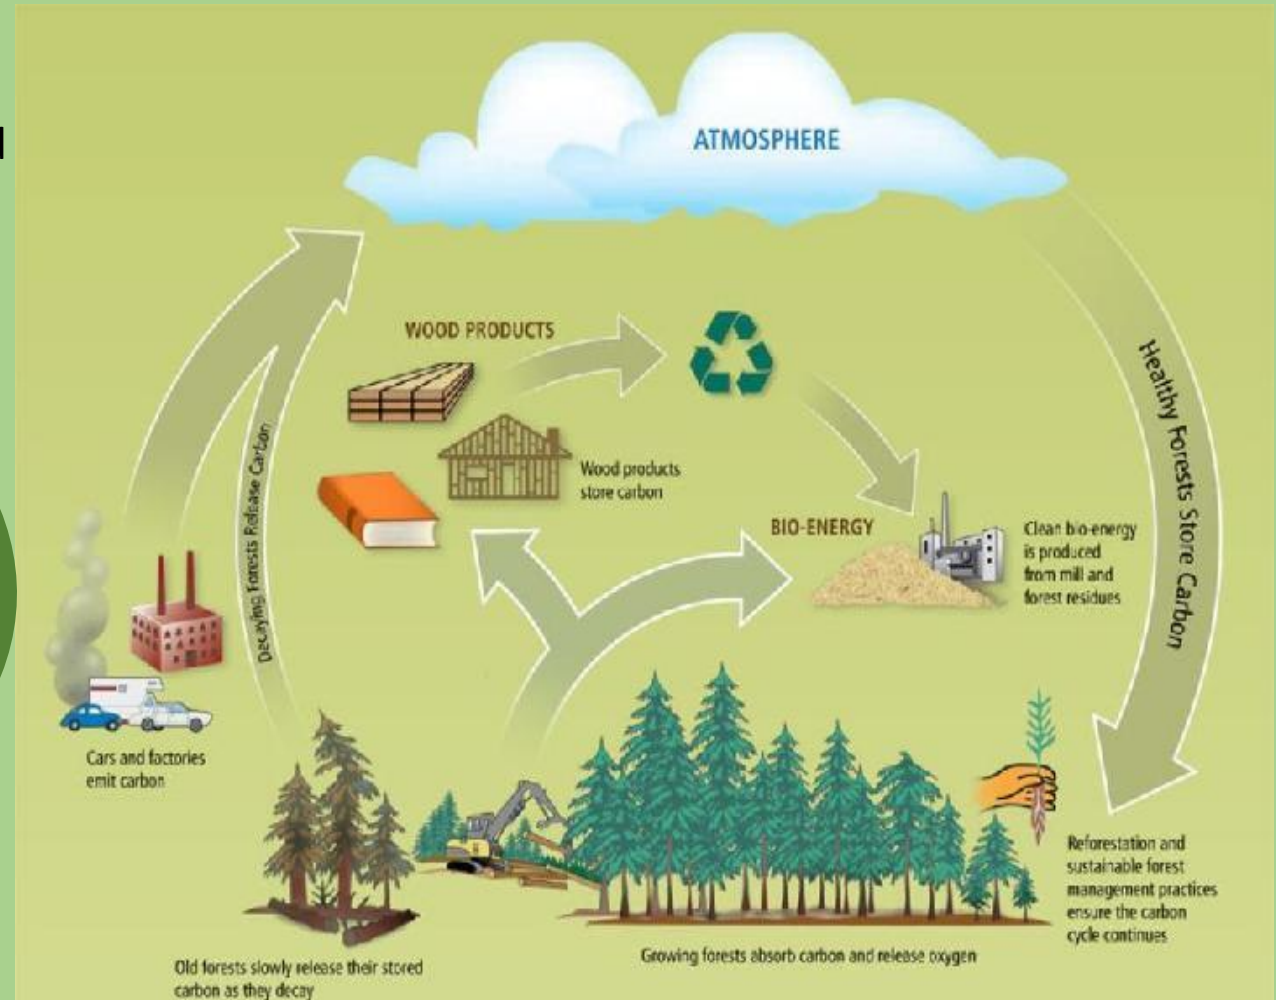 ATMOSPHERE
WOOD PRODUCTS
Wood products
store carbon
BIO-ENERGY
Clean bio-energy
is produced
from mill and
forest residues
Healthy Forests Store Carbon
Decaying Forests Release Carbon
Cars and factories
emit carbon
Reforestation and
sustainable forest
management practices
ensure the carbon
cycle continues
Growing forests absorb carbon and release oxygen
Old forests slowly release their stored
carbon as they decay